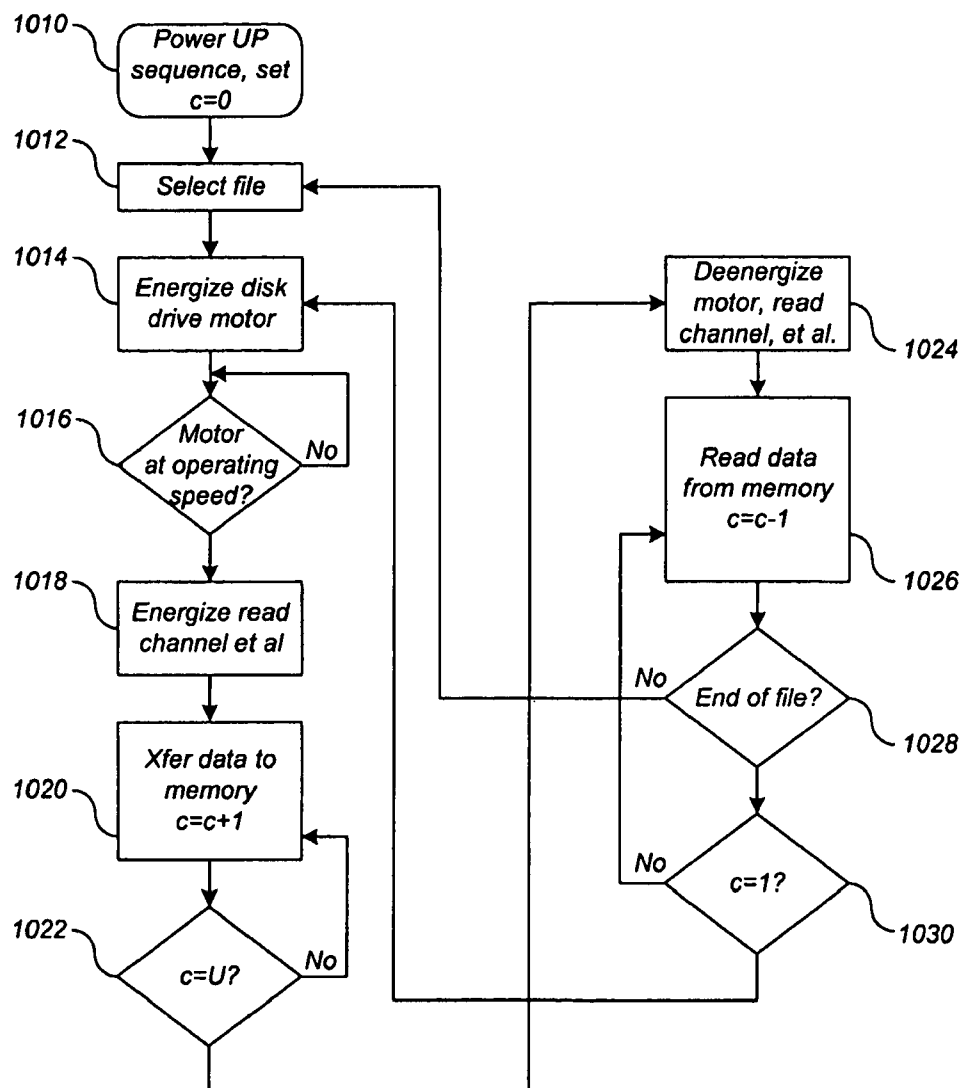 1010
Power UP
sequence, set
c=0
1012
Select file
1014
Energize disk
drive motor
1016
Motor
at operating
speed?
No
1018
Energize read
channel et al
1020
Xfer data to
memory
c=c+1
1022
c=U?
No
Deenergize
motor, read
channel, et al.
1024
Read data
from memory
c=c-1
1026
No
End of file?
1028
No
c=1?
1030